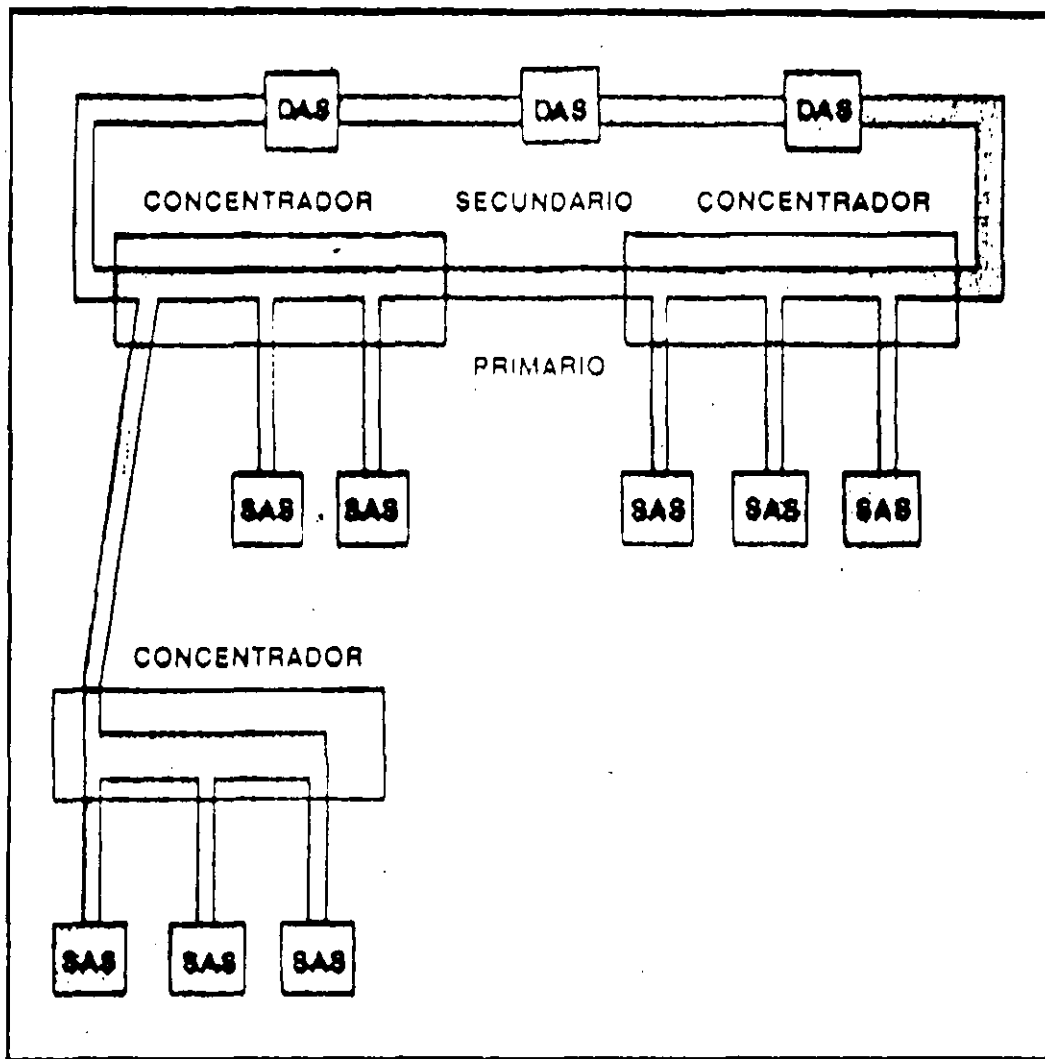 DAS DAS DAS
CONCENTRADOR SECUNDARIO CONCENTRADOR
PRIMARIO
SAS SAS SAS SAS SAS
CONCENTRADOR
SAS SAS SAS